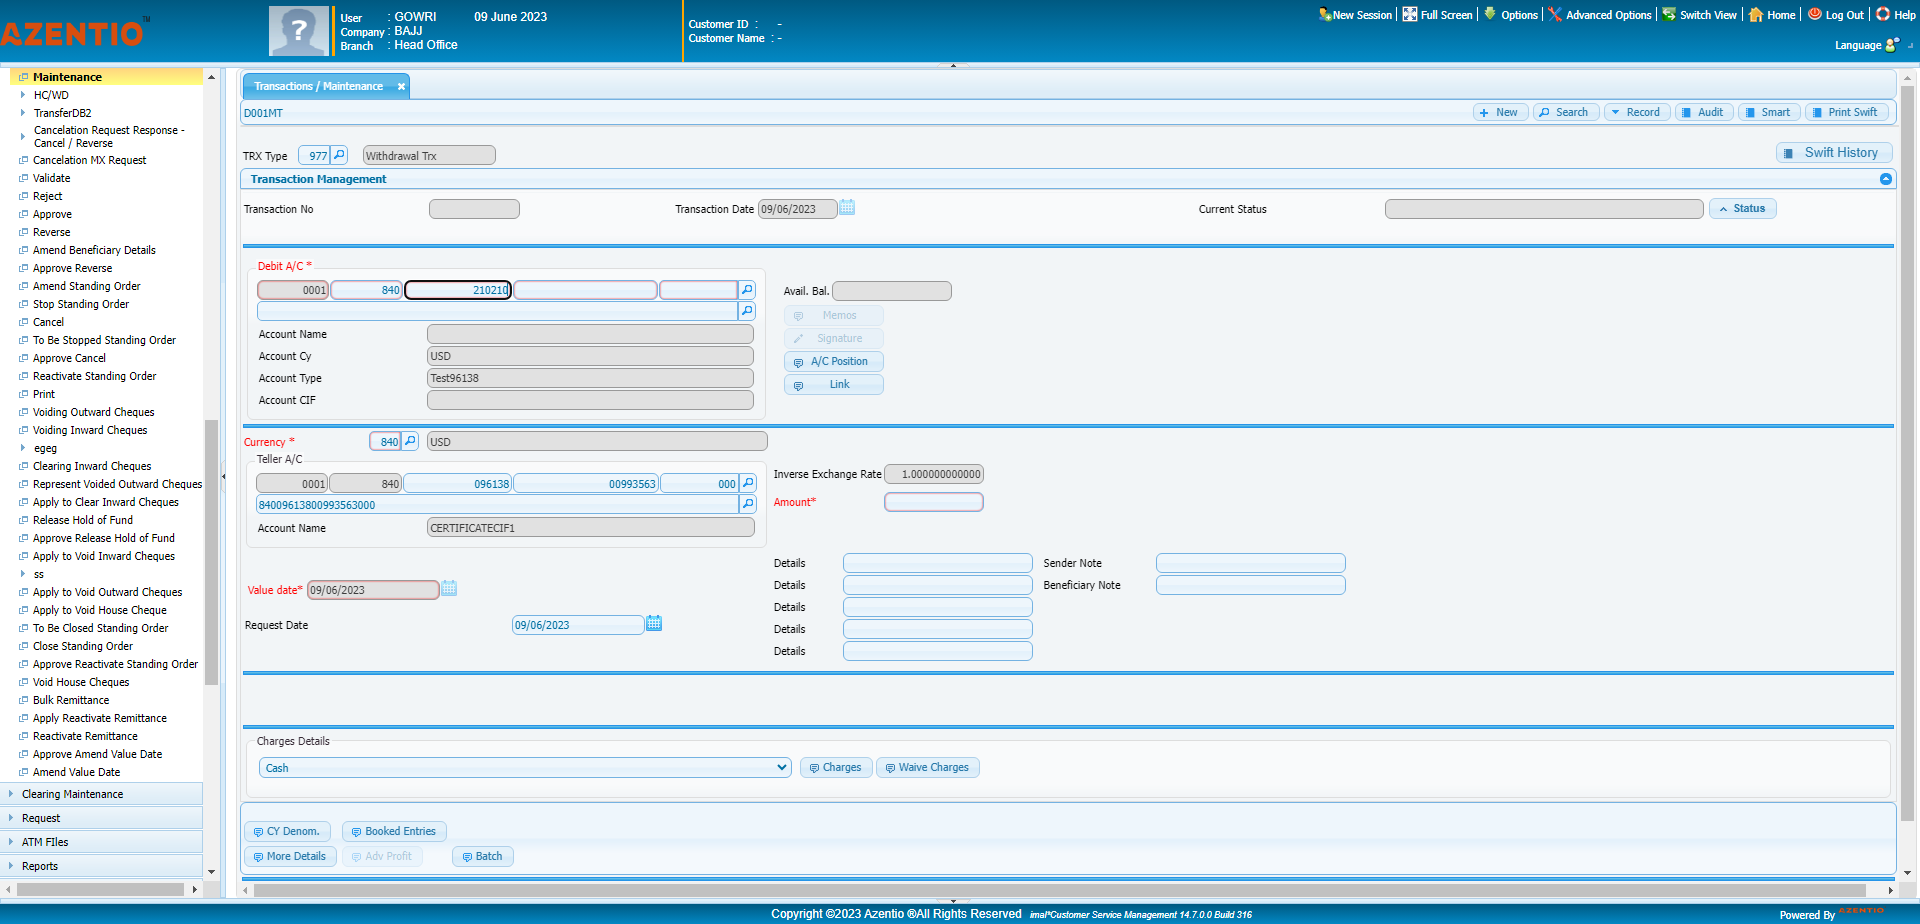 AZENTIO™
User : GOWRI 09 June 2023
Company : BAJJ
Branch : Head Office
Customer ID : -
Customer Name : -
New Session Full Screen Options Advanced Options Switch View Home Log Out Help
Language
Maintenance
HC/WD
TransferDB2
Cancelation Request Response -
Cancel / Reverse
Cancelation MX Request
Validate
Reject
Approve
Reverse
Amend Beneficiary Details
Approve Reverse
Amend Standing Order
Stop Standing Order
Cancel
To Be Stopped Standing Order
Approve Cancel
Reactivate Standing Order
Print
Voiding Outward Cheques
Voiding Inward Cheques
egeg
Clearing Inward Cheques
Represent Voided Outward Cheques
Apply to Clear Inward Cheques
Release Hold of Fund
Approve Release Hold of Fund
Apply to Void Inward Cheques
ss
Apply to Void Outward Cheques
Apply to Void House Cheque
To Be Closed Standing Order
Close Standing Order
Approve Reactivate Standing Order
Void House Cheques
Bulk Remittance
Apply Reactivate Remittance
Reactivate Remittance
Approve Amend Value Date
Amend Value Date
Clearing Maintenance
Request
ATM FIles
Reports
Transactions / Maintenance
D001MT
New Search Record Audit Smart Print Swift
TRX Type 977 Withdrawal Trx
Swift History
Transaction Management
Transaction No Transaction Date 09/06/2023 Current Status Status
Debit A/C *
0001 840 210210
Avail. Bal.
Memos
Account Name
Signature
Account Cy USD
A/C Position
Account Type Test96138
Link
Account CIF
Currency * 840 USD
Teller A/C
0001 840 096138 00993563 000
Inverse Exchange Rate 1.000000000000
84009613800993563000
Amount*
Account Name CERTIFICATECIF1
Details Sender Note
Details Beneficiary Note
Value date* 09/06/2023
Details
Request Date 09/06/2023
Details
Details
Charges Details
Cash Charges Waive Charges
CY Denom. Booked Entries
More Details Adv Profit Batch
Copyright ©2023 Azentio ®All Rights Reserved imal*Customer Service Management 14.7.0.0 Build 316
Powered By AZENTIO